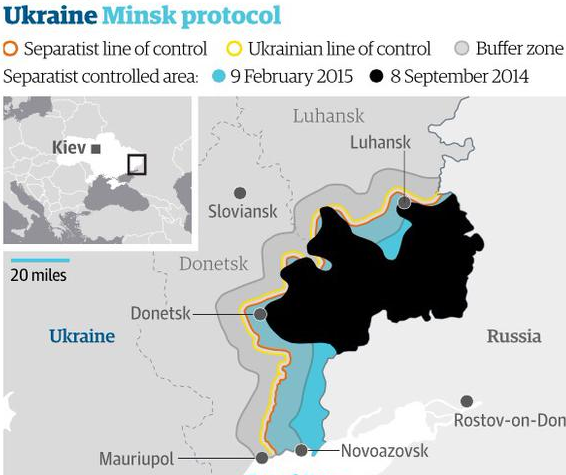 Ukraine Minsk protocol
Separatist line of control Ukrainian line of control Buffer zone
Separatist controlled area: 9 February 2015 8 September 2014
Kiev
20 miles
Luhansk
Luhansk
Sloviansk
Donetsk
Donetsk
Ukraine
Russia
Rostov-on-Don
Mauriupol
Novoazovsk